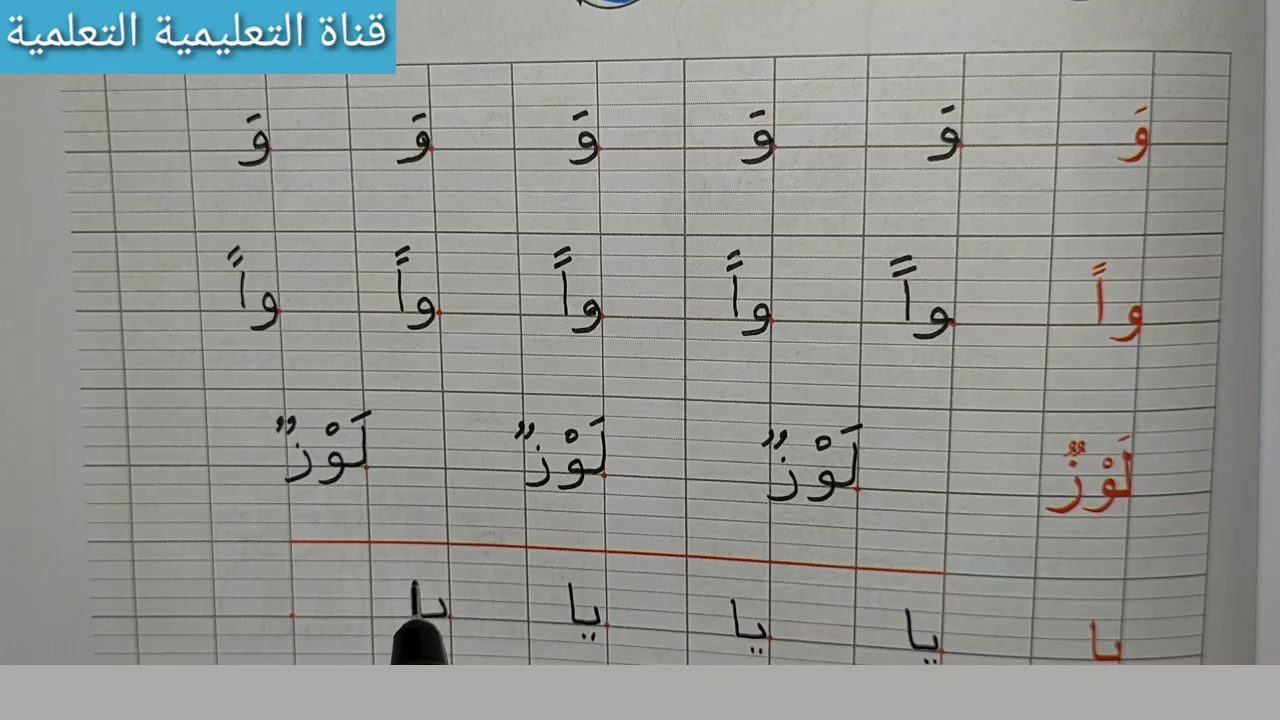 قناة التعليمية التعلمية
وَ وَ وَ وَ وَ وَ
واً واً واً واً واً واً
لَوْزٌ لَوْزٌ لَوْزٌ لَوْزٌ
يا يا يا